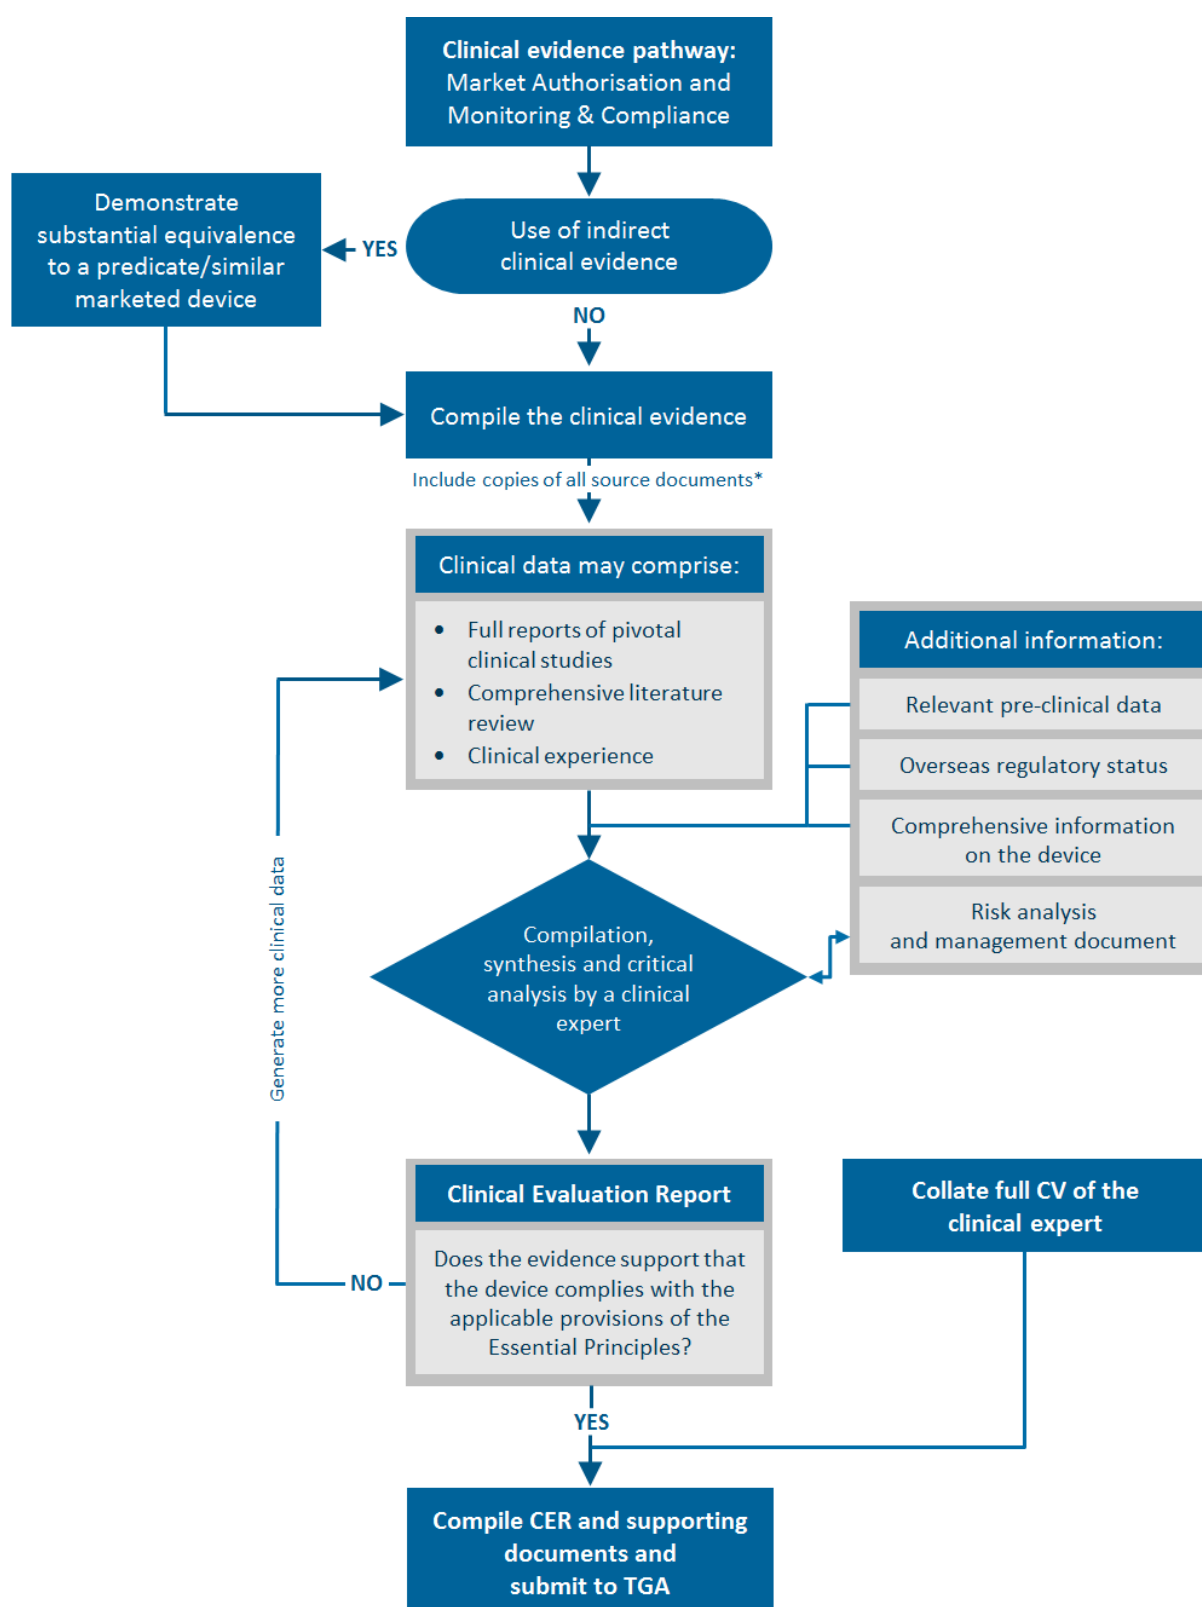 Clinical evidence pathway:
Market Authorisation and
Monitoring & Compliance
Demonstrate
substantial equivalence
to a predicate/similar
marketed device
YES
Use of indirect
clinical evidence
NO
Compile the clinical evidence
Include copies of all source documents*
Clinical data may comprise:
• Full reports of pivotal
clinical studies
• Comprehensive literature
review
• Clinical experience
Additional information:
Relevant pre-clinical data
Overseas regulatory status
Comprehensive information
on the device
Risk analysis
and management document
Generate more clinical data
Compilation,
synthesis and critical
analysis by a clinical
expert
Clinical Evaluation Report
Does the evidence support that
the device complies with the
applicable provisions of the
Essential Principles?
NO
Collate full CV of the
clinical expert
YES
Compile CER and supporting
documents and
submit to TGA